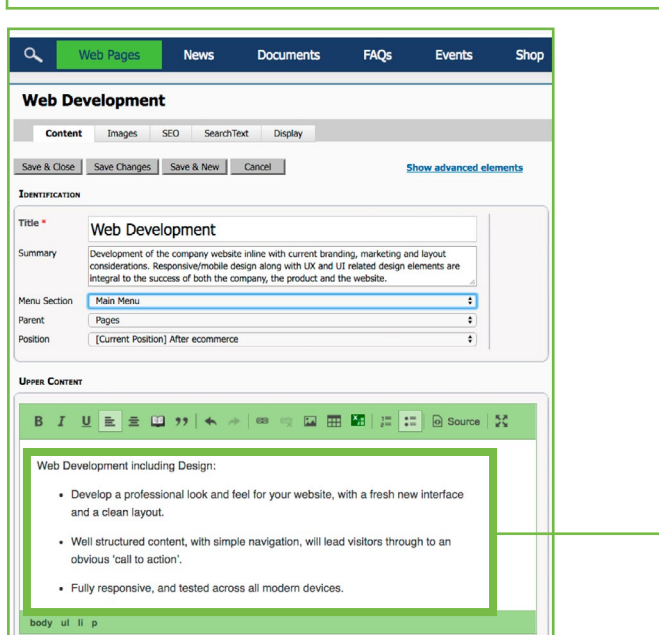 Web Pages News Documents FAQs Events Shop
Web Development
Content Images SEO SearchText Display
Save & Close Save Changes Save & New Cancel Show advanced elements
IDENTIFICATION
Title * Web Development
Summary Development of the company website inline with current branding, marketing and layout
considerations. Responsive/mobile design along with UX and UI related design elements are
integral to the success of both the company, the product and the website.
Menu Section Main Menu
Parent Pages
Position [Current Position] After ecommerce
UPPER CONTENT
B I U Source
Web Development including Design:
• Develop a professional look and feel for your website, with a fresh new interface
and a clean layout.
• Well structured content, with simple navigation, will lead visitors through to an
obvious 'call to action'.
• Fully responsive, and tested across all modern devices.
body ul li p